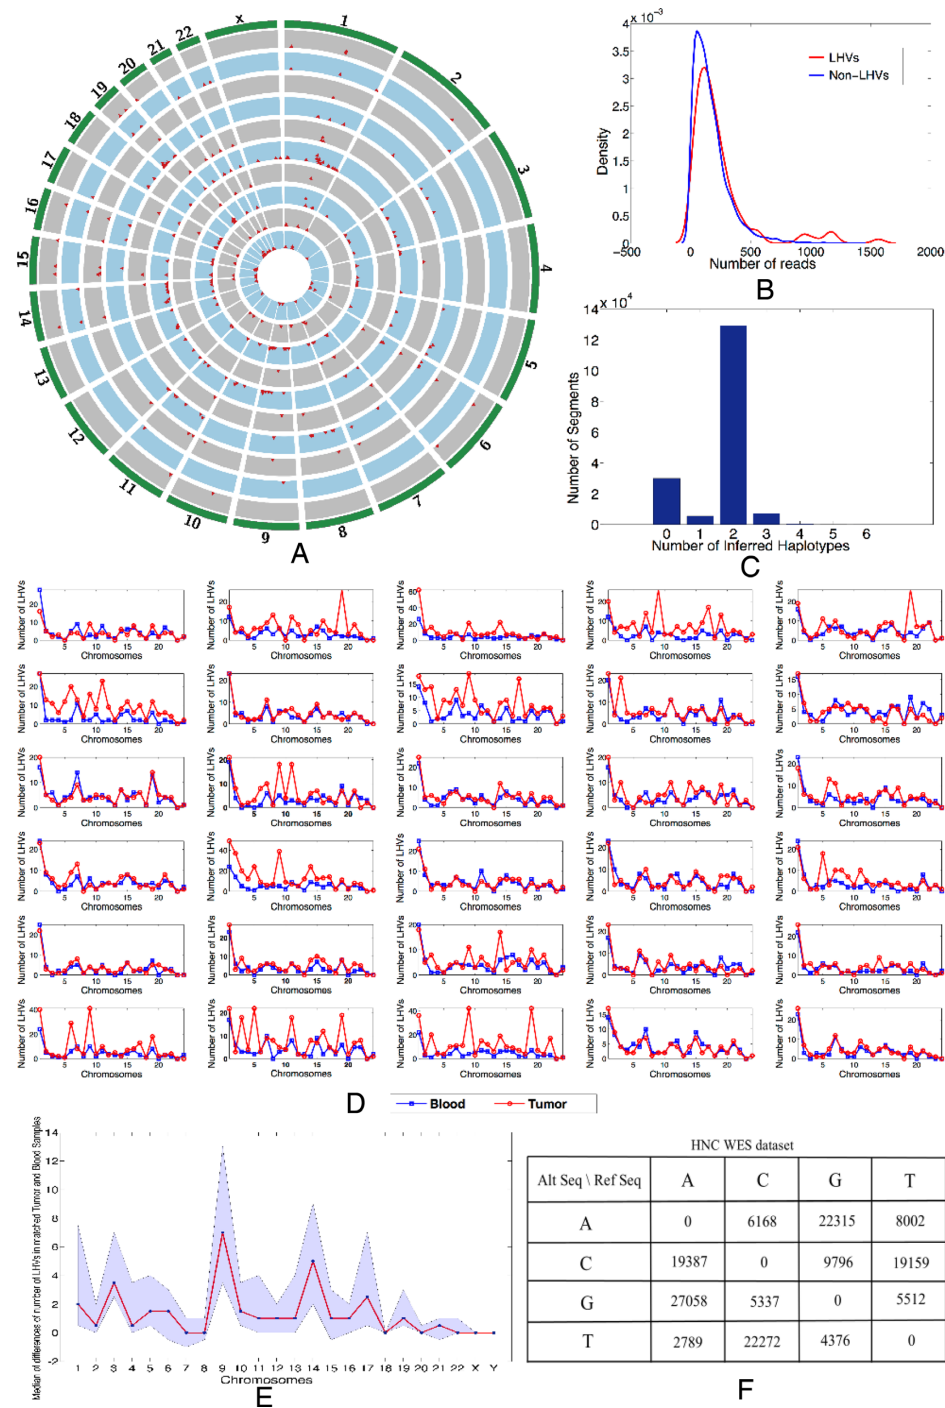 x
1
2
3
4
5
6
7
8
9
10
11
12
13
14
15
16
17
18
19
20
21
22
A
x 10⁻³
4
3.5
3
2.5
2
1.5
1
0.5
0
Density
LHVs
Non-LHVs
−500 0 500 1000 1500 2000
Number of reads
B
x 10⁴
14
12
10
8
6
4
2
0
Number of Segments
0 1 2 3 4 5 6
Number of Inferred Haplotypes
C
Number of LHVs
Chromosomes
5 10 15 20
D
Blood Tumor
Median of differences of number of LHVs in matched Tumor and Blood Samples
14
12
10
8
6
4
2
0
-2
1 2 3 4 5 6 7 8 9 10 11 12 13 14 15 16 17 18 19 20 21 22 X Y
Chromosomes
E
HNC WES dataset
Alt Seq \ Ref Seq A C G T
A 0 6168 22315 8002
C 19387 0 9796 19159
G 27058 5337 0 5512
T 2789 22272 4376 0
F